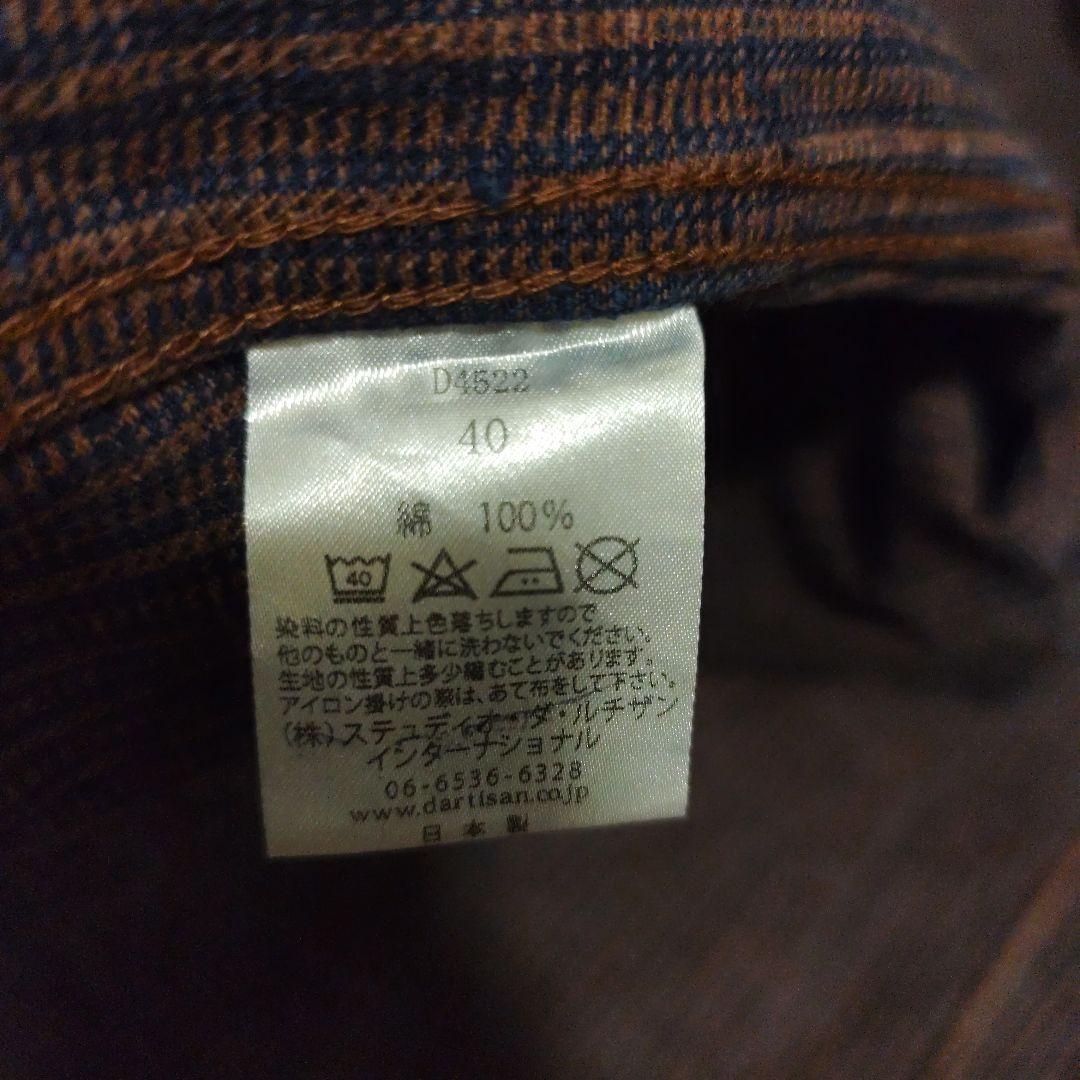 D4522
40
綿 100%
40
染料の性質上色落ちしますので
他のものと一緒に洗わないでください。
生地の性質上多少縮むことがあります。
アイロン掛けの際は、あて布をして下さい。
(株)ステュディオ・ダ・ルチザン
インターナショナル
06-6536-6328
www.dartisan.co.jp
日本製